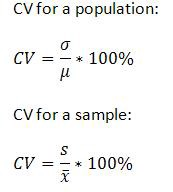 CV for a population:
CV = σ/μ * 100%
CV for a sample:
CV = s/x̄ * 100%